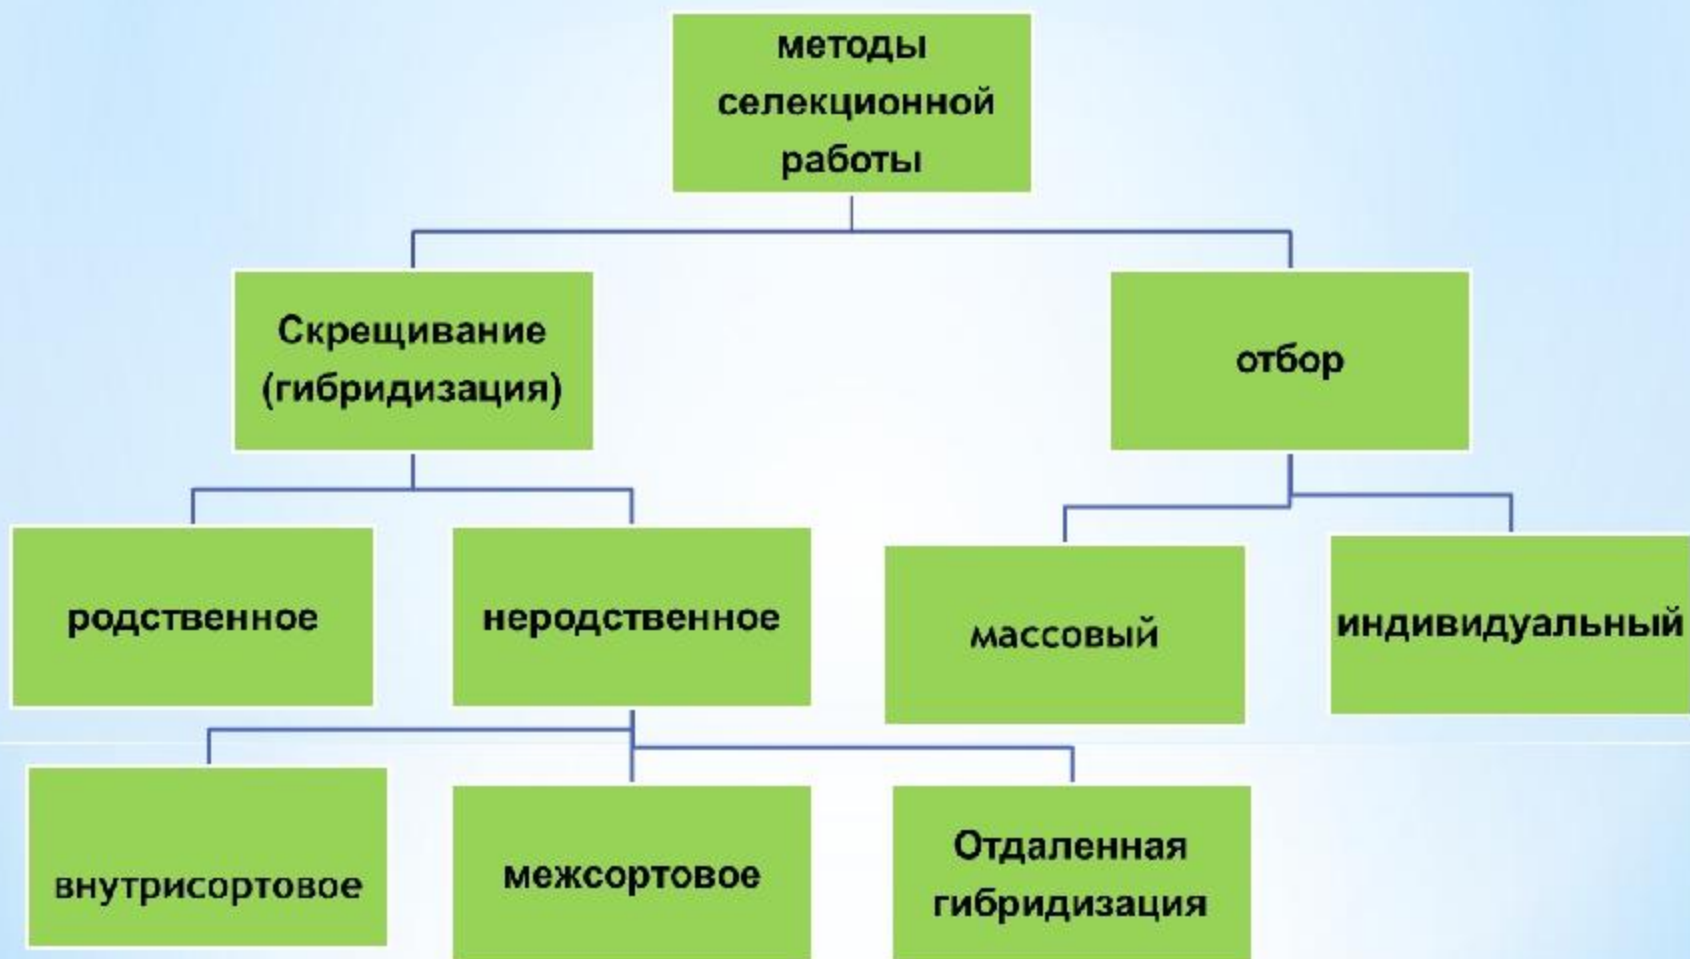 методы
селекционной
работы
Скрещивание
(гибридизация)
отбор
родственное
неродственное
массовый
индивидуальный
внутрисортовое
межсортовое
Отдаленная
гибридизация